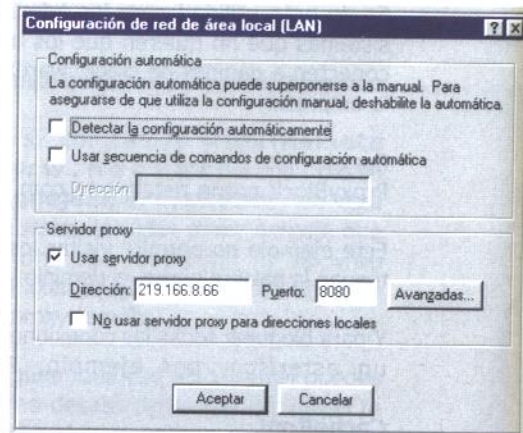 Configuración de red de área local (LAN)
Configuración automática
La configuración automática puede superponerse a la manual. Para
asegurarse de que utiliza la configuración manual, deshabilite la automática.
Detectar la configuración automáticamente
Usar secuencia de comandos de configuración automática
Dirección
Servidor proxy
Usar servidor proxy
Dirección: 219.166.8.66 Puerto: 8080 Avanzadas...
No usar servidor proxy para direcciones locales
Aceptar Cancelar